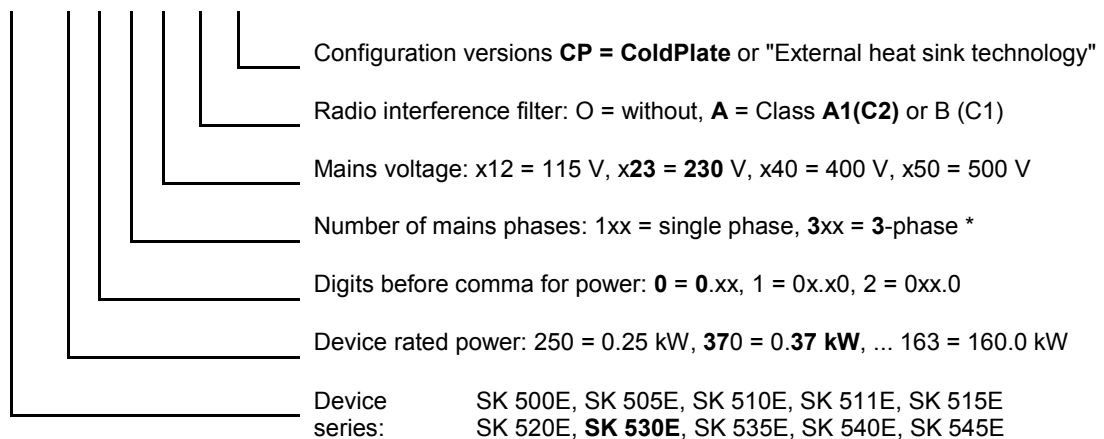 Configuration versions CP = ColdPlate or "External heat sink technology"
Radio interference filter: O = without, A = Class A1(C2) or B (C1)
Mains voltage: x12 = 115 V, x23 = 230 V, x40 = 400 V, x50 = 500 V
Number of mains phases: 1xx = single phase, 3xx = 3-phase *
Digits before comma for power: 0 = 0.xx, 1 = 0x.x0, 2 = 0xx.0
Device rated power: 250 = 0.25 kW, 370 = 0.37 kW, ... 163 = 160.0 kW
Device SK 500E, SK 505E, SK 510E, SK 511E, SK 515E
series: SK 520E, SK 530E, SK 535E, SK 540E, SK 545E